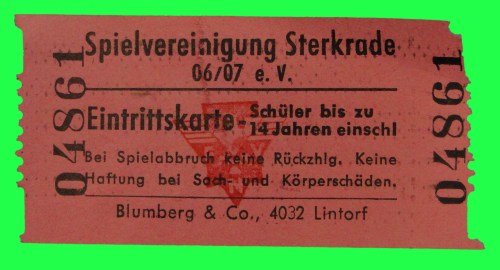 Spielvereinigung Sterkrade
06/07 e. V.
Eintrittskarte - Schüler bis zu
14 Jahren einschl
Bei Spielabbruch keine Rückzhlg. Keine
Haftung bei Sach- und Körperschäden.
Blumberg & Co., 4032 Lintorf
04861
04861